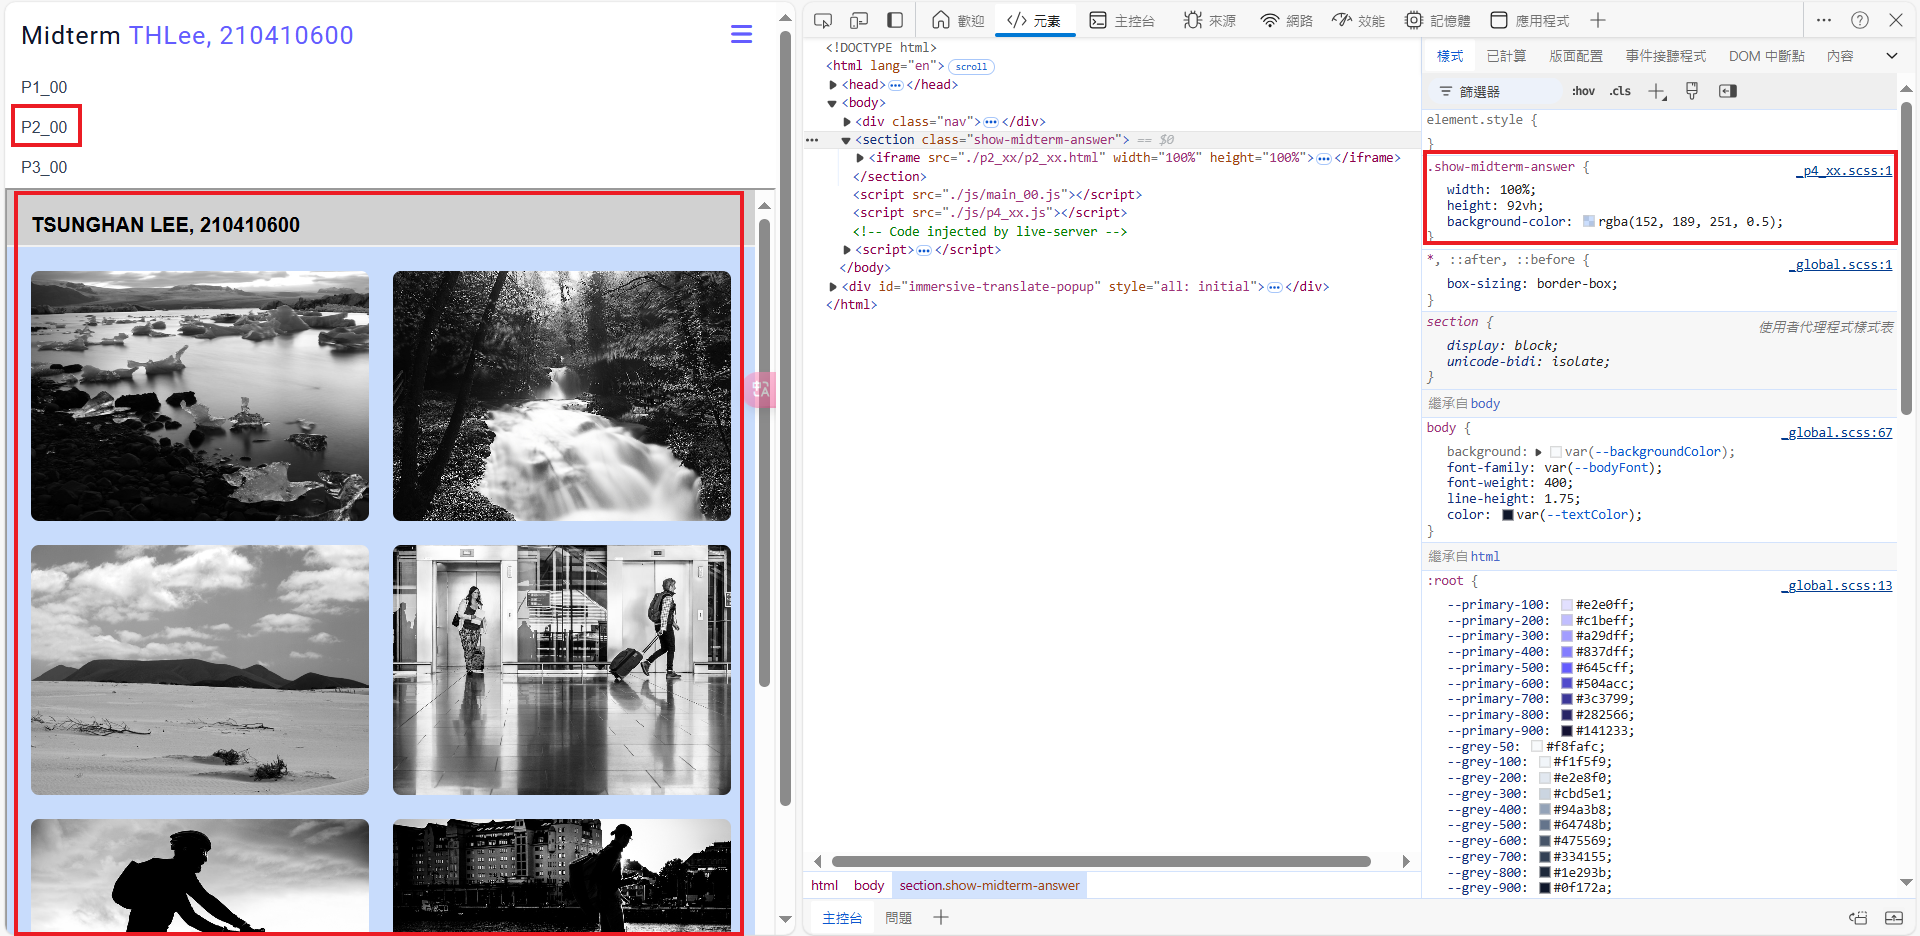 Midterm THLee, 210410600
P1_00
P2_00
P3_00
TSUNGHAN LEE, 210410600
歡迎 </> 元素 主控台 來源 網路 效能 記憶體 應用程式
<!DOCTYPE html>
<html lang="en"> scroll
<head> ••• </head>
<body>
<div class="nav"> ••• </div>
<section class="show-midterm-answer"> == $0
<iframe src="./p2_xx/p2_xx.html" width="100%" height="100%"> ••• </iframe>
</section>
<script src="./js/main_00.js"></script>
<script src="./js/p4_xx.js"></script>
<!-- Code injected by live-server -->
<script> ••• </script>
</body>
<div id="immersive-translate-popup" style="all: initial"> ••• </div>
</html>
html body section.show-midterm-answer
主控台 問題
樣式 已計算 版面配置 事件接聽程式 DOM 中斷點 內容
篩選器 :hov .cls
element.style {
}
.show-midterm-answer { _p4_xx.scss:1
width: 100%;
height: 92vh;
background-color: rgba(152, 189, 251, 0.5);
}
*, ::after, ::before { _global.scss:1
box-sizing: border-box;
}
section { 使用者代理程式樣式表
display: block;
unicode-bidi: isolate;
}
繼承自 body
body { _global.scss:67
background: var(--backgroundColor);
font-family: var(--bodyFont);
font-weight: 400;
line-height: 1.75;
color: var(--textColor);
}
繼承自 html
:root { _global.scss:13
--primary-100: #e2e0ff;
--primary-200: #c1beff;
--primary-300: #a29dff;
--primary-400: #837dff;
--primary-500: #645cff;
--primary-600: #504acc;
--primary-700: #3c3799;
--primary-800: #282566;
--primary-900: #141233;
--grey-50: #f8fafc;
--grey-100: #f1f5f9;
--grey-200: #e2e8f0;
--grey-300: #cbd5e1;
--grey-400: #94a3b8;
--grey-500: #64748b;
--grey-600: #475569;
--grey-700: #334155;
--grey-800: #1e293b;
--grey-900: #0f172a;